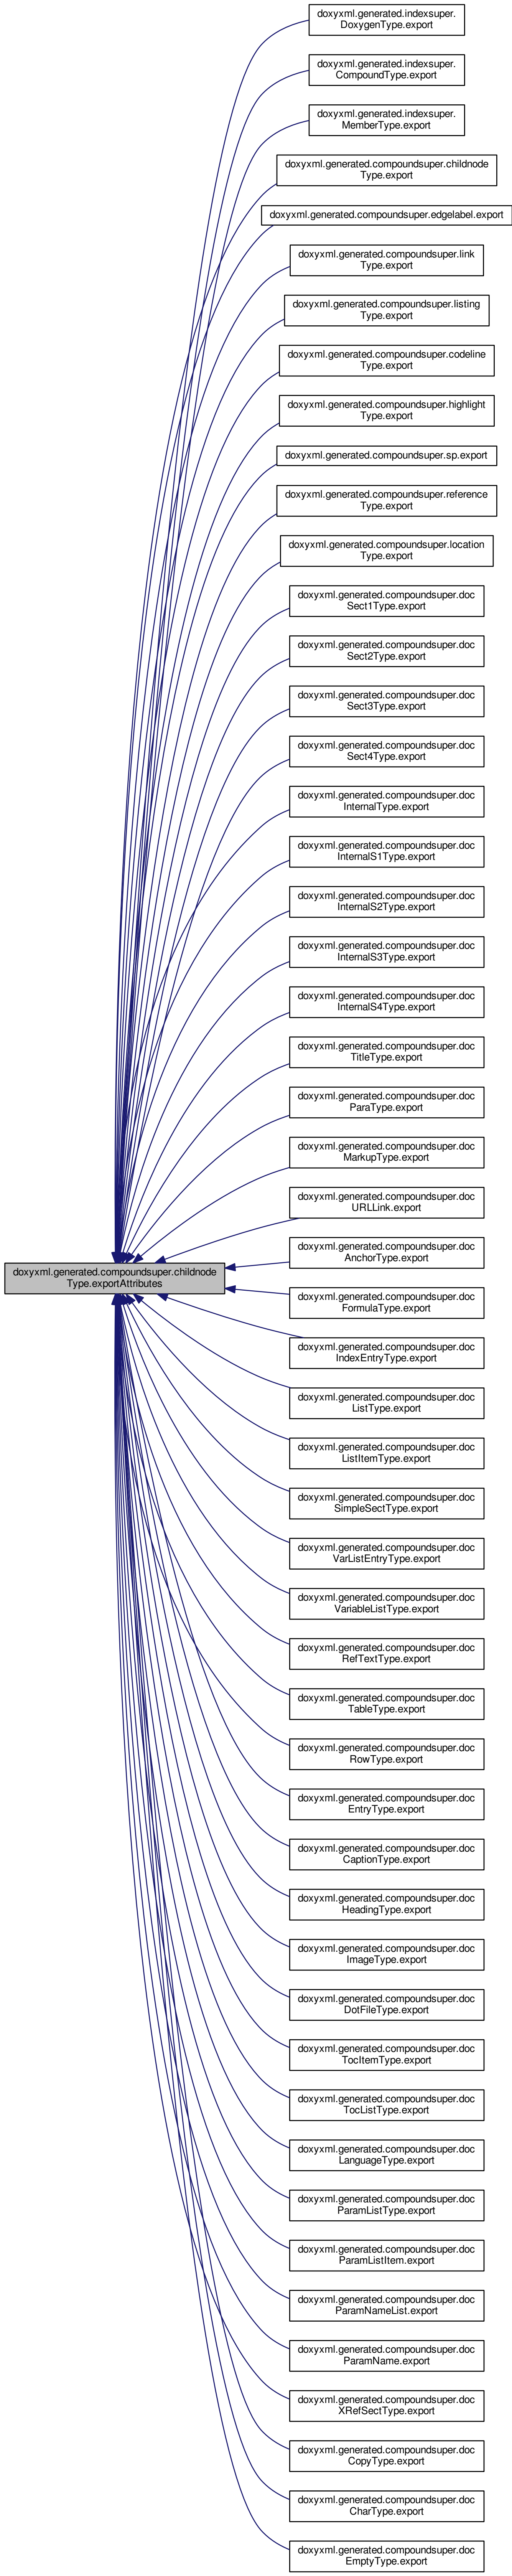 doxyxml.generated.indexsuper.
DoxygenType.export
doxyxml.generated.indexsuper.
CompoundType.export
doxyxml.generated.indexsuper.
MemberType.export
doxyxml.generated.compoundsuper.childnode
Type.export
doxyxml.generated.compoundsuper.edgelabel.export
doxyxml.generated.compoundsuper.link
Type.export
doxyxml.generated.compoundsuper.listing
Type.export
doxyxml.generated.compoundsuper.codeline
Type.export
doxyxml.generated.compoundsuper.highlight
Type.export
doxyxml.generated.compoundsuper.sp.export
doxyxml.generated.compoundsuper.reference
Type.export
doxyxml.generated.compoundsuper.location
Type.export
doxyxml.generated.compoundsuper.doc
Sect1Type.export
doxyxml.generated.compoundsuper.doc
Sect2Type.export
doxyxml.generated.compoundsuper.doc
Sect3Type.export
doxyxml.generated.compoundsuper.doc
Sect4Type.export
doxyxml.generated.compoundsuper.doc
InternalType.export
doxyxml.generated.compoundsuper.doc
InternalS1Type.export
doxyxml.generated.compoundsuper.doc
InternalS2Type.export
doxyxml.generated.compoundsuper.doc
InternalS3Type.export
doxyxml.generated.compoundsuper.doc
InternalS4Type.export
doxyxml.generated.compoundsuper.doc
TitleType.export
doxyxml.generated.compoundsuper.doc
ParaType.export
doxyxml.generated.compoundsuper.doc
MarkupType.export
doxyxml.generated.compoundsuper.doc
URLLink.export
doxyxml.generated.compoundsuper.doc
AnchorType.export
doxyxml.generated.compoundsuper.childnode
Type.exportAttributes
doxyxml.generated.compoundsuper.doc
FormulaType.export
doxyxml.generated.compoundsuper.doc
IndexEntryType.export
doxyxml.generated.compoundsuper.doc
ListType.export
doxyxml.generated.compoundsuper.doc
ListItemType.export
doxyxml.generated.compoundsuper.doc
SimpleSectType.export
doxyxml.generated.compoundsuper.doc
VarListEntryType.export
doxyxml.generated.compoundsuper.doc
VariableListType.export
doxyxml.generated.compoundsuper.doc
RefTextType.export
doxyxml.generated.compoundsuper.doc
TableType.export
doxyxml.generated.compoundsuper.doc
RowType.export
doxyxml.generated.compoundsuper.doc
EntryType.export
doxyxml.generated.compoundsuper.doc
CaptionType.export
doxyxml.generated.compoundsuper.doc
HeadingType.export
doxyxml.generated.compoundsuper.doc
ImageType.export
doxyxml.generated.compoundsuper.doc
DotFileType.export
doxyxml.generated.compoundsuper.doc
TocItemType.export
doxyxml.generated.compoundsuper.doc
TocListType.export
doxyxml.generated.compoundsuper.doc
LanguageType.export
doxyxml.generated.compoundsuper.doc
ParamListType.export
doxyxml.generated.compoundsuper.doc
ParamListItem.export
doxyxml.generated.compoundsuper.doc
ParamNameList.export
doxyxml.generated.compoundsuper.doc
ParamName.export
doxyxml.generated.compoundsuper.doc
XRefSectType.export
doxyxml.generated.compoundsuper.doc
CopyType.export
doxyxml.generated.compoundsuper.doc
CharType.export
doxyxml.generated.compoundsuper.doc
EmptyType.export